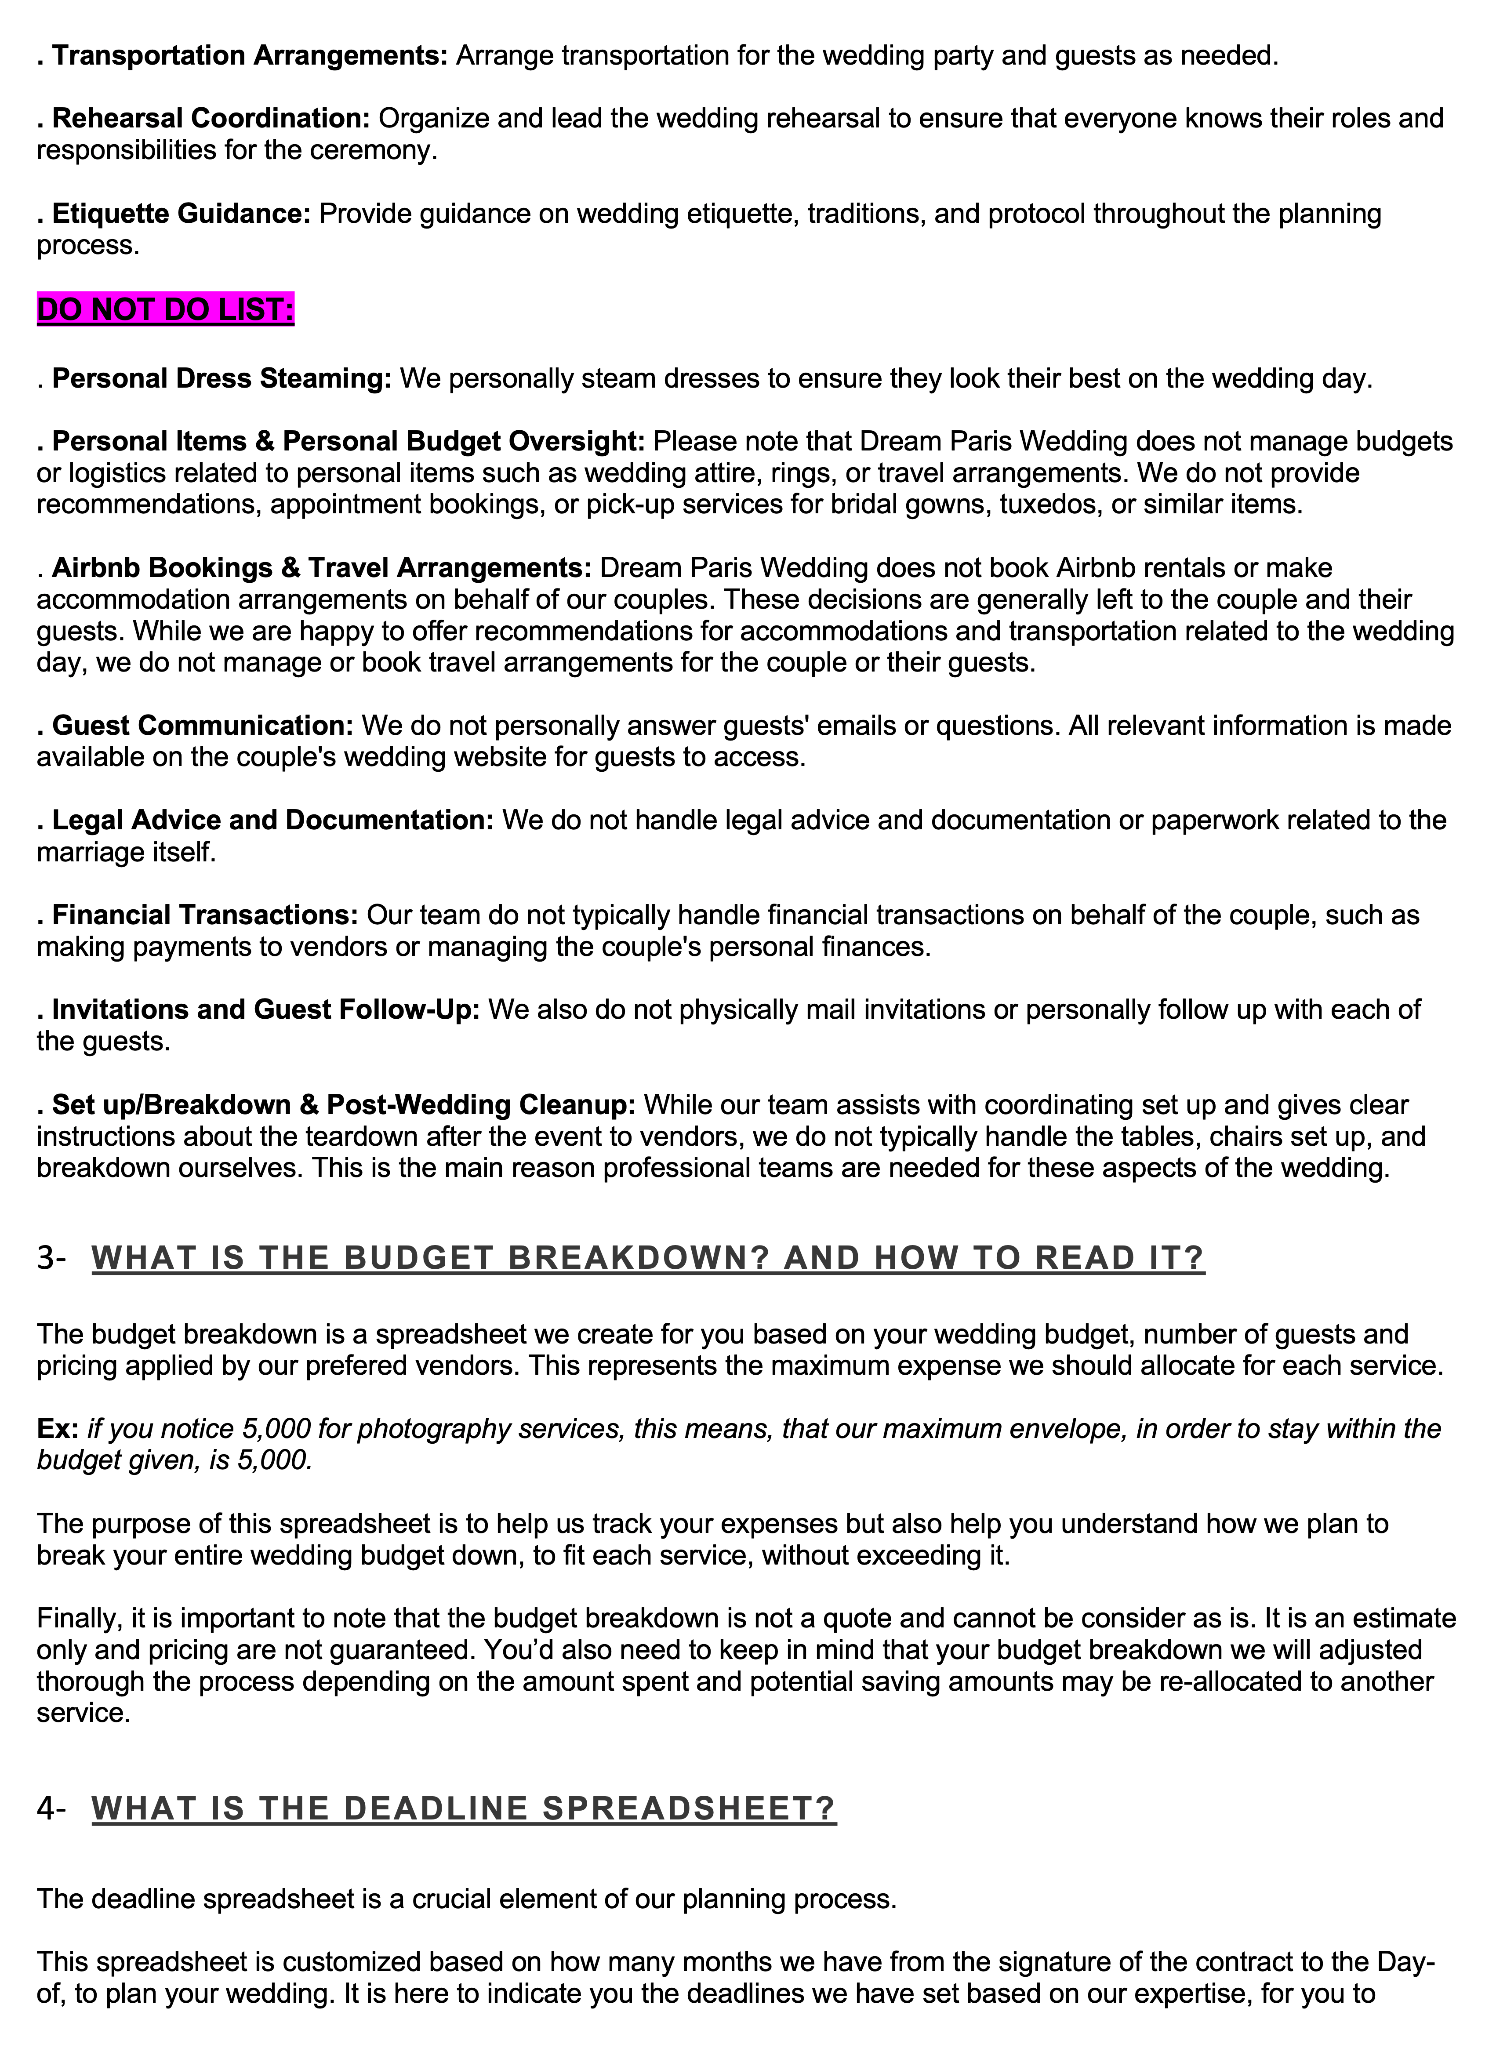 . Transportation Arrangements: Arrange transportation for the wedding party and guests as needed.
. Rehearsal Coordination: Organize and lead the wedding rehearsal to ensure that everyone knows their roles and
responsibilities for the ceremony.
. Etiquette Guidance: Provide guidance on wedding etiquette, traditions, and protocol throughout the planning
process.
DO NOT DO LIST:
. Personal Dress Steaming: We personally steam dresses to ensure they look their best on the wedding day.
. Personal Items & Personal Budget Oversight: Please note that Dream Paris Wedding does not manage budgets
or logistics related to personal items such as wedding attire, rings, or travel arrangements. We do not provide
recommendations, appointment bookings, or pick-up services for bridal gowns, tuxedos, or similar items.
. Airbnb Bookings & Travel Arrangements: Dream Paris Wedding does not book Airbnb rentals or make
accommodation arrangements on behalf of our couples. These decisions are generally left to the couple and their
guests. While we are happy to offer recommendations for accommodations and transportation related to the wedding
day, we do not manage or book travel arrangements for the couple or their guests.
. Guest Communication: We do not personally answer guests' emails or questions. All relevant information is made
available on the couple's wedding website for guests to access.
. Legal Advice and Documentation: We do not handle legal advice and documentation or paperwork related to the
marriage itself.
. Financial Transactions: Our team do not typically handle financial transactions on behalf of the couple, such as
making payments to vendors or managing the couple's personal finances.
. Invitations and Guest Follow-Up: We also do not physically mail invitations or personally follow up with each of
the guests.
. Set up/Breakdown & Post-Wedding Cleanup: While our team assists with coordinating set up and gives clear
instructions about the teardown after the event to vendors, we do not typically handle the tables, chairs set up, and
breakdown ourselves. This is the main reason professional teams are needed for these aspects of the wedding.
3- WHAT IS THE BUDGET BREAKDOWN? AND HOW TO READ IT?
The budget breakdown is a spreadsheet we create for you based on your wedding budget, number of guests and
pricing applied by our prefered vendors. This represents the maximum expense we should allocate for each service.
Ex: if you notice 5,000 for photography services, this means, that our maximum envelope, in order to stay within the
budget given, is 5,000.
The purpose of this spreadsheet is to help us track your expenses but also help you understand how we plan to
break your entire wedding budget down, to fit each service, without exceeding it.
Finally, it is important to note that the budget breakdown is not a quote and cannot be consider as is. It is an estimate
only and pricing are not guaranteed. You’d also need to keep in mind that your budget breakdown we will adjusted
thorough the process depending on the amount spent and potential saving amounts may be re-allocated to another
service.
4- WHAT IS THE DEADLINE SPREADSHEET?
The deadline spreadsheet is a crucial element of our planning process.
This spreadsheet is customized based on how many months we have from the signature of the contract to the Day-
of, to plan your wedding. It is here to indicate you the deadlines we have set based on our expertise, for you to